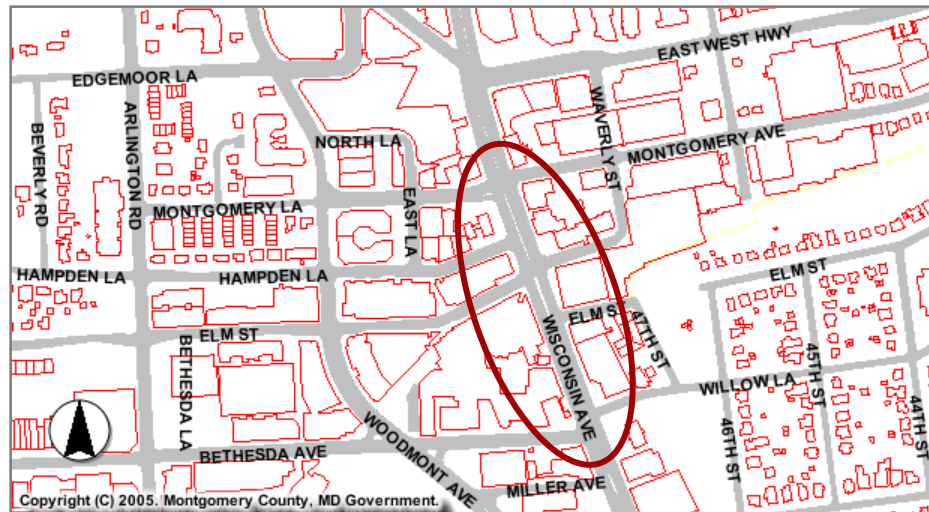 EAST WEST HWY
EDGEMOOR LA
BEVERLY RD
ARLINGTON RD
NORTH LA
WAVERLY ST
MONTGOMERY AVE
EAST LA
MONTGOMERY LA
HAMPDEN LA
HAMPDEN LA
ELM ST
ELM ST
WISCONSIN AVE
47TH ST
ELM ST
BETHESDA LA
45TH ST
WILLOW LA
44TH ST
46TH ST
WOODMONT AVE
BETHESDA AVE
MILLER AVE
Copyright (C) 2005. Montgomery County, MD Government.